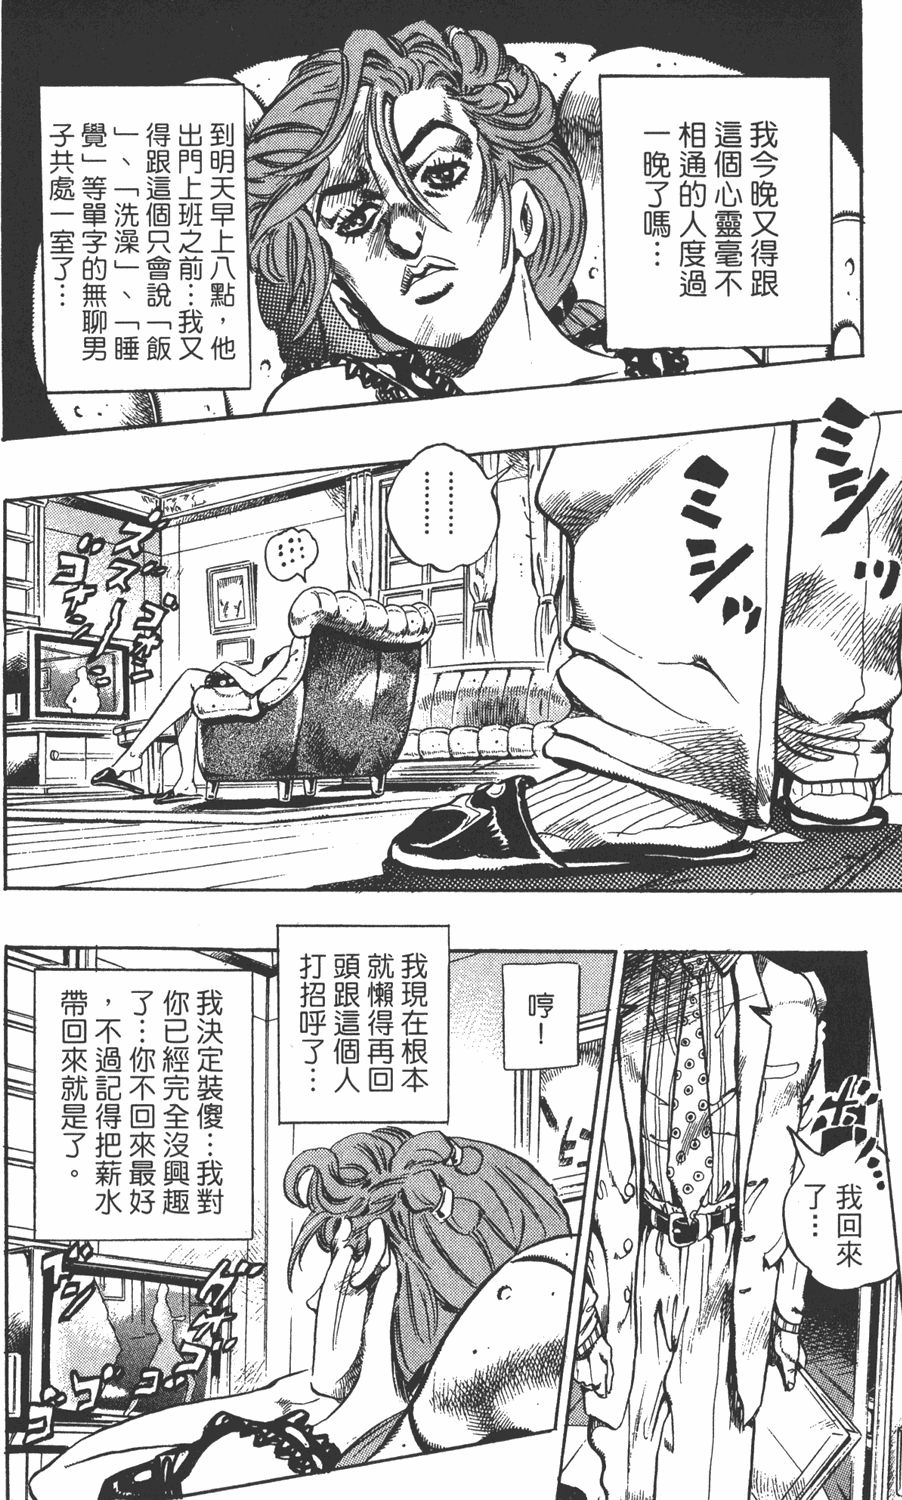 我今晚又得跟
這個心靈毫不
相通的人度過
一晚了嗎…
到明天早上八點，他
出門上班之前…我又
得跟這個只會說「飯
」、「洗澡」、「睡
覺」等單字的無聊男
子共處一室了…
ミシッ
ミシッ
………
……
我回來
了…
哼！
我現在根本
就懶得再回
頭跟這個人
打招呼了…
我決定裝傻…我對
你已經完全沒興趣
了…你不回來最好
，不過記得把薪水
帶回來就是了。